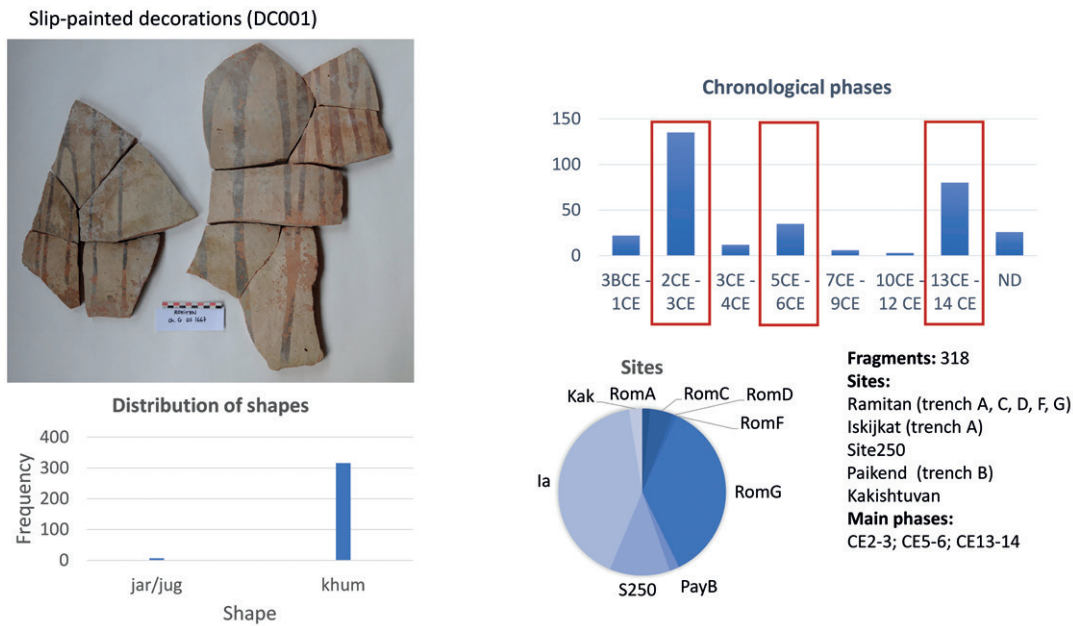 Slip-painted decorations (DC001)
Distribution of shapes
Frequency
400
300
200
100
0
jar/jug
khum
Shape
Chronological phases
150
100
50
0
3BCE - 1CE
2CE - 3CE
3CE - 4CE
5CE - 6CE
7CE - 9CE
10CE - 12 CE
13CE - 14 CE
ND
Sites
Kak
RomA
RomC
RomD
RomF
RomG
PayB
S250
Ia
Fragments: 318
Sites:
Ramitan (trench A, C, D, F, G)
Iskijkat (trench A)
Site250
Paikend (trench B)
Kakishtuvan
Main phases:
CE2-3; CE5-6; CE13-14